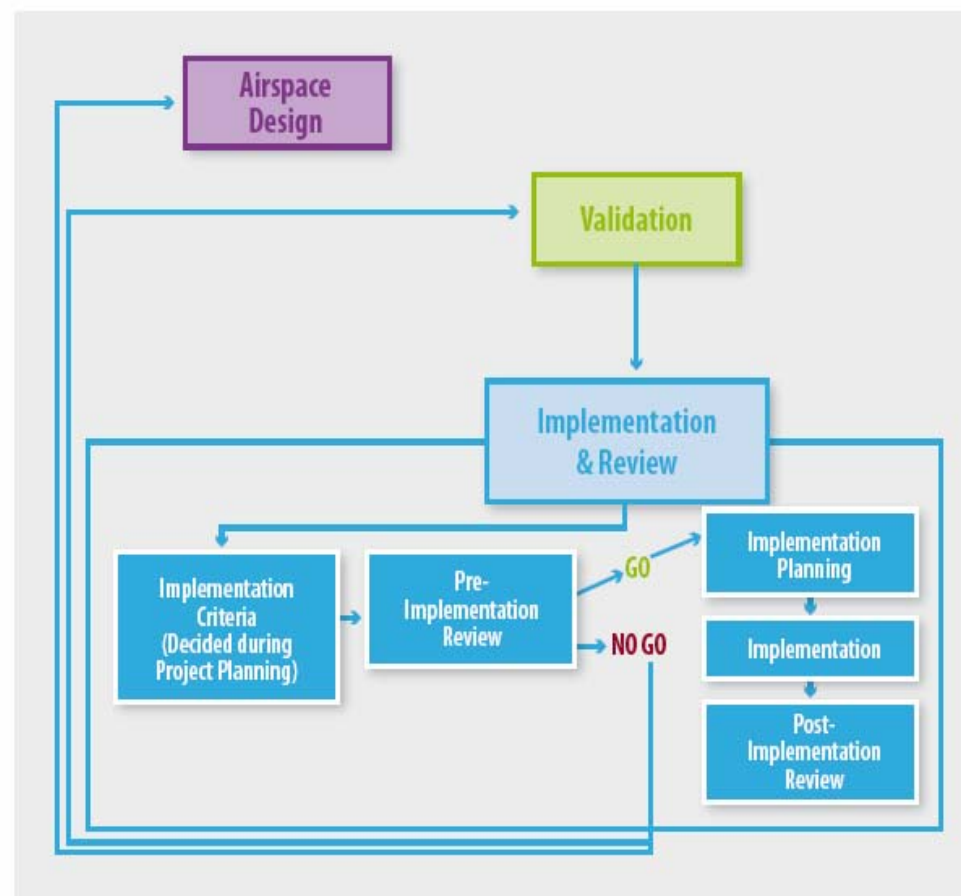 Airspace
Design
Validation
Implementation
& Review
Implementation
Criteria
(Decided during
Project Planning)
Pre-
Implementation
Review
GO
NO GO
Implementation
Planning
Implementation
Post-
Implementation
Review